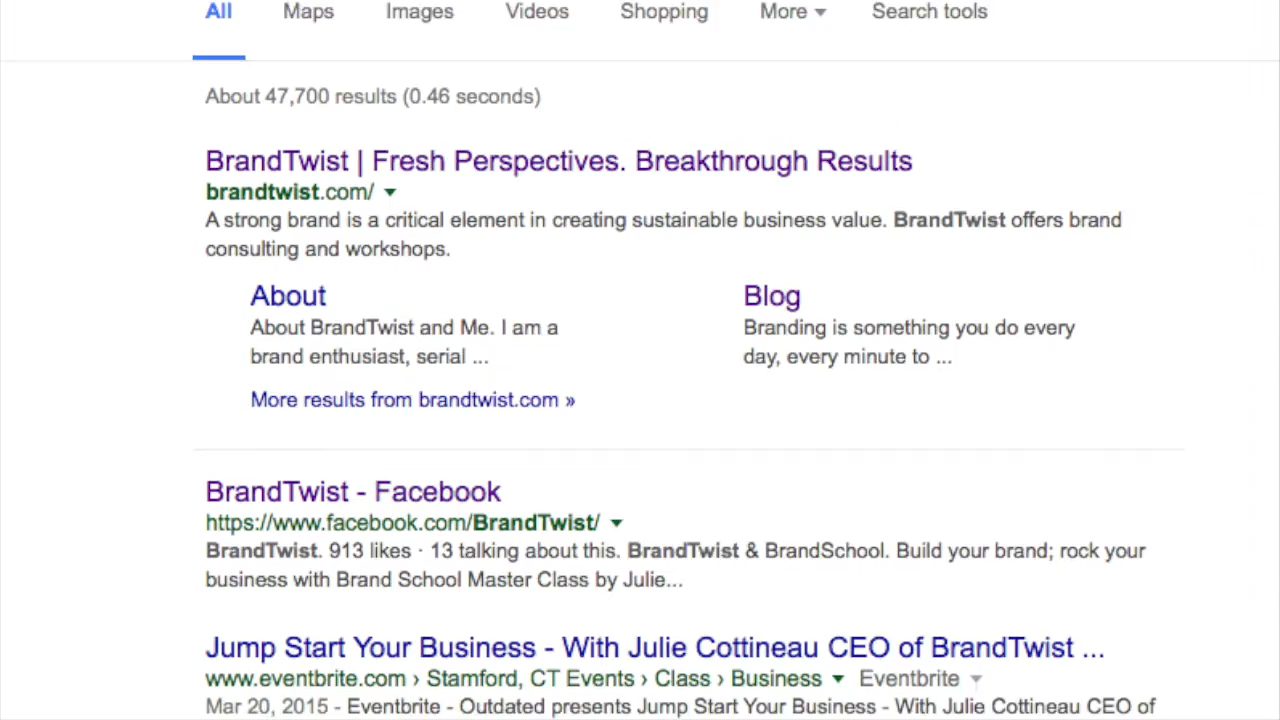 All Maps Images Videos Shopping More Search tools
About 47,700 results (0.46 seconds)
BrandTwist | Fresh Perspectives. Breakthrough Results
brandtwist.com/
A strong brand is a critical element in creating sustainable business value. BrandTwist offers brand
consulting and workshops.
About
About BrandTwist and Me. I am a
brand enthusiast, serial ...
Blog
Branding is something you do every
day, every minute to ...
More results from brandtwist.com »
BrandTwist - Facebook
https://www.facebook.com/BrandTwist/
BrandTwist. 913 likes · 13 talking about this. BrandTwist & BrandSchool. Build your brand; rock your
business with Brand School Master Class by Julie...
Jump Start Your Business - With Julie Cottineau CEO of BrandTwist ...
www.eventbrite.com › Stamford, CT Events › Class › Business Eventbrite
Mar 20, 2015 - Eventbrite - Outdated presents Jump Start Your Business - With Julie Cottineau CEO of